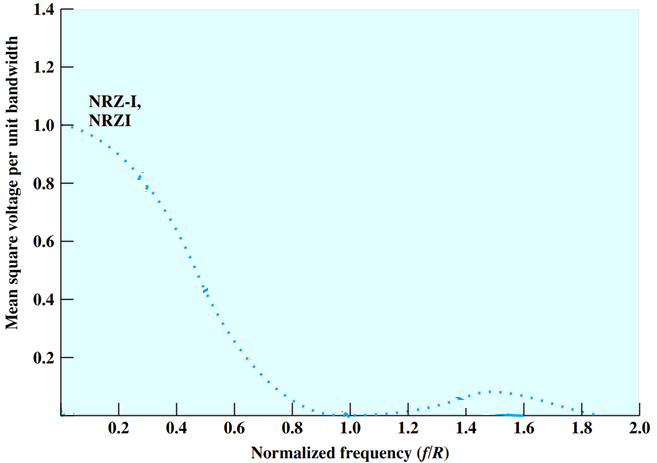 1.4
1.2
1.0
0.8
0.6
0.4
0.2
Mean square voltage per unit bandwidth
NRZ-I,
NRZI
0.2 0.4 0.6 0.8 1.0 1.2 1.4 1.6 1.8 2.0
Normalized frequency (f/R)